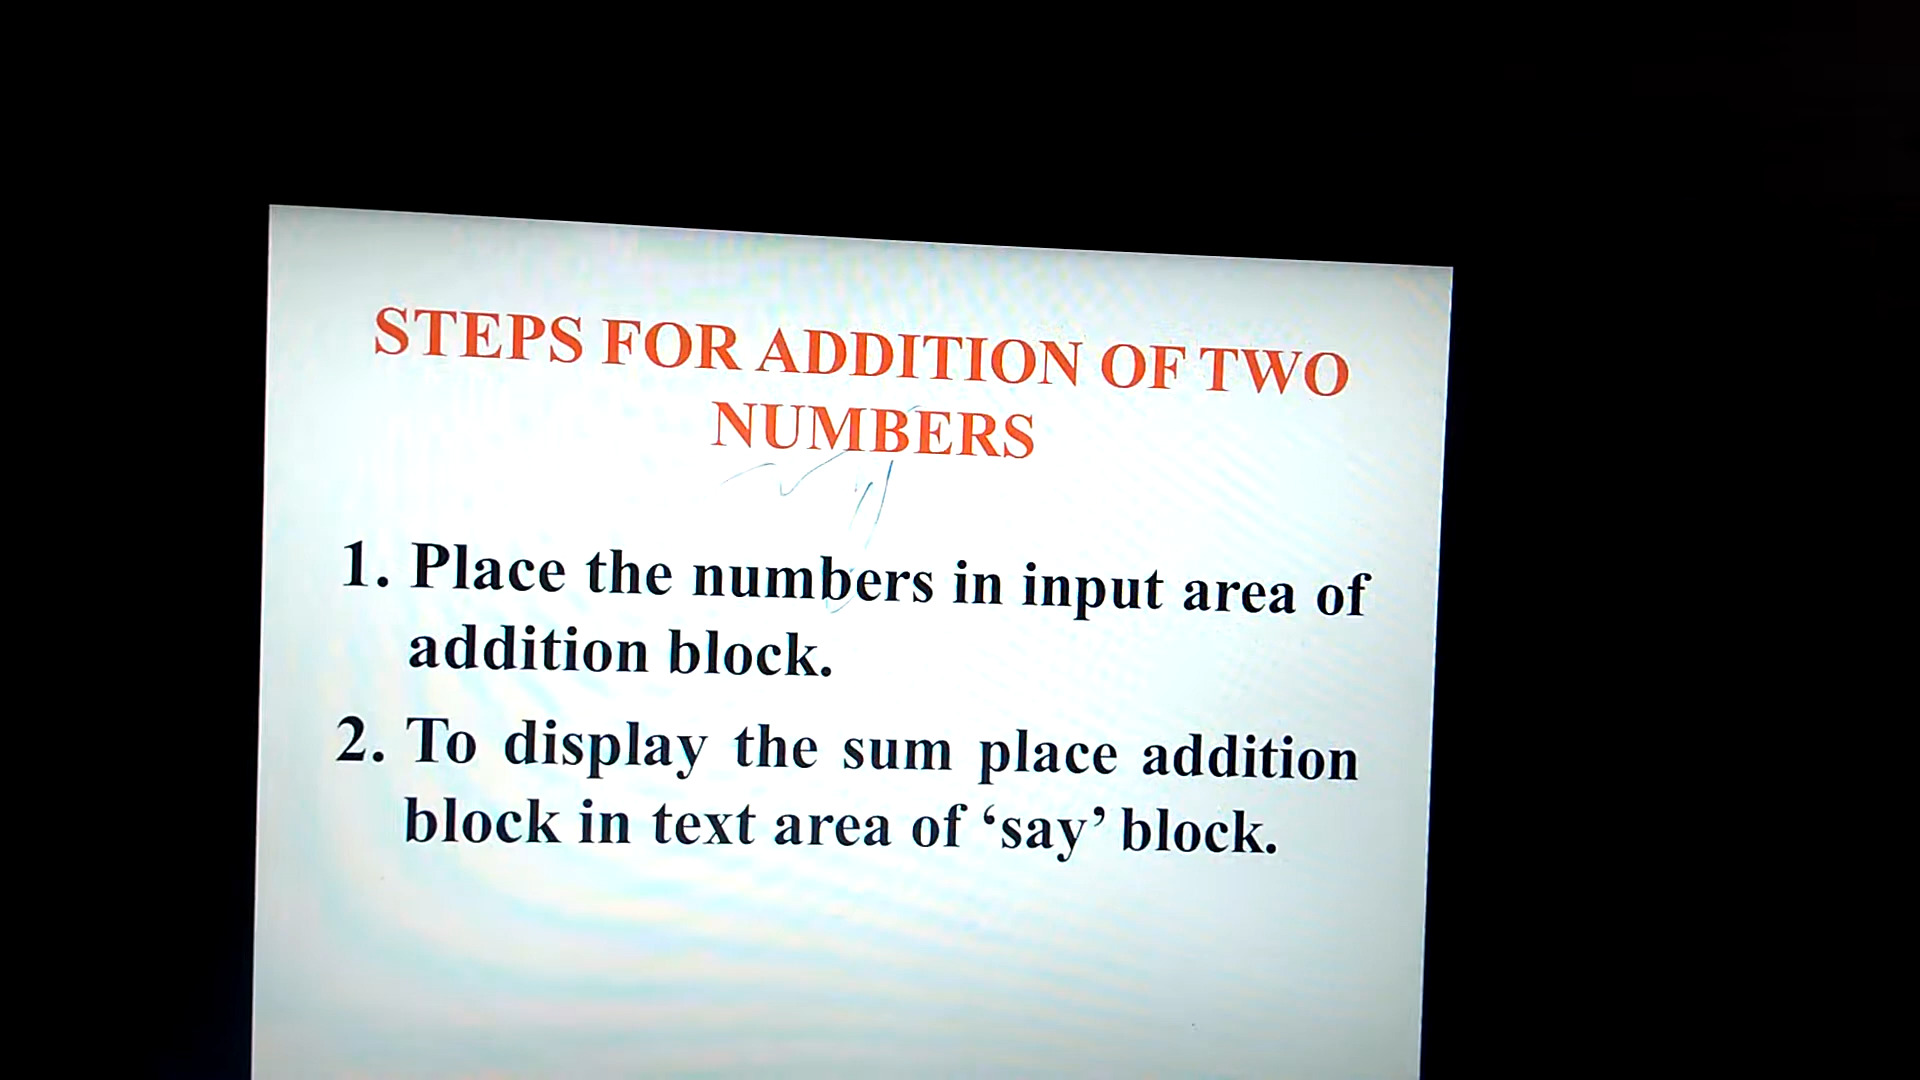 STEPS FOR ADDITION OF TWO
NUMBERS
1. Place the numbers in input area of
addition block.
2. To display the sum place addition
block in text area of ‘say’ block.